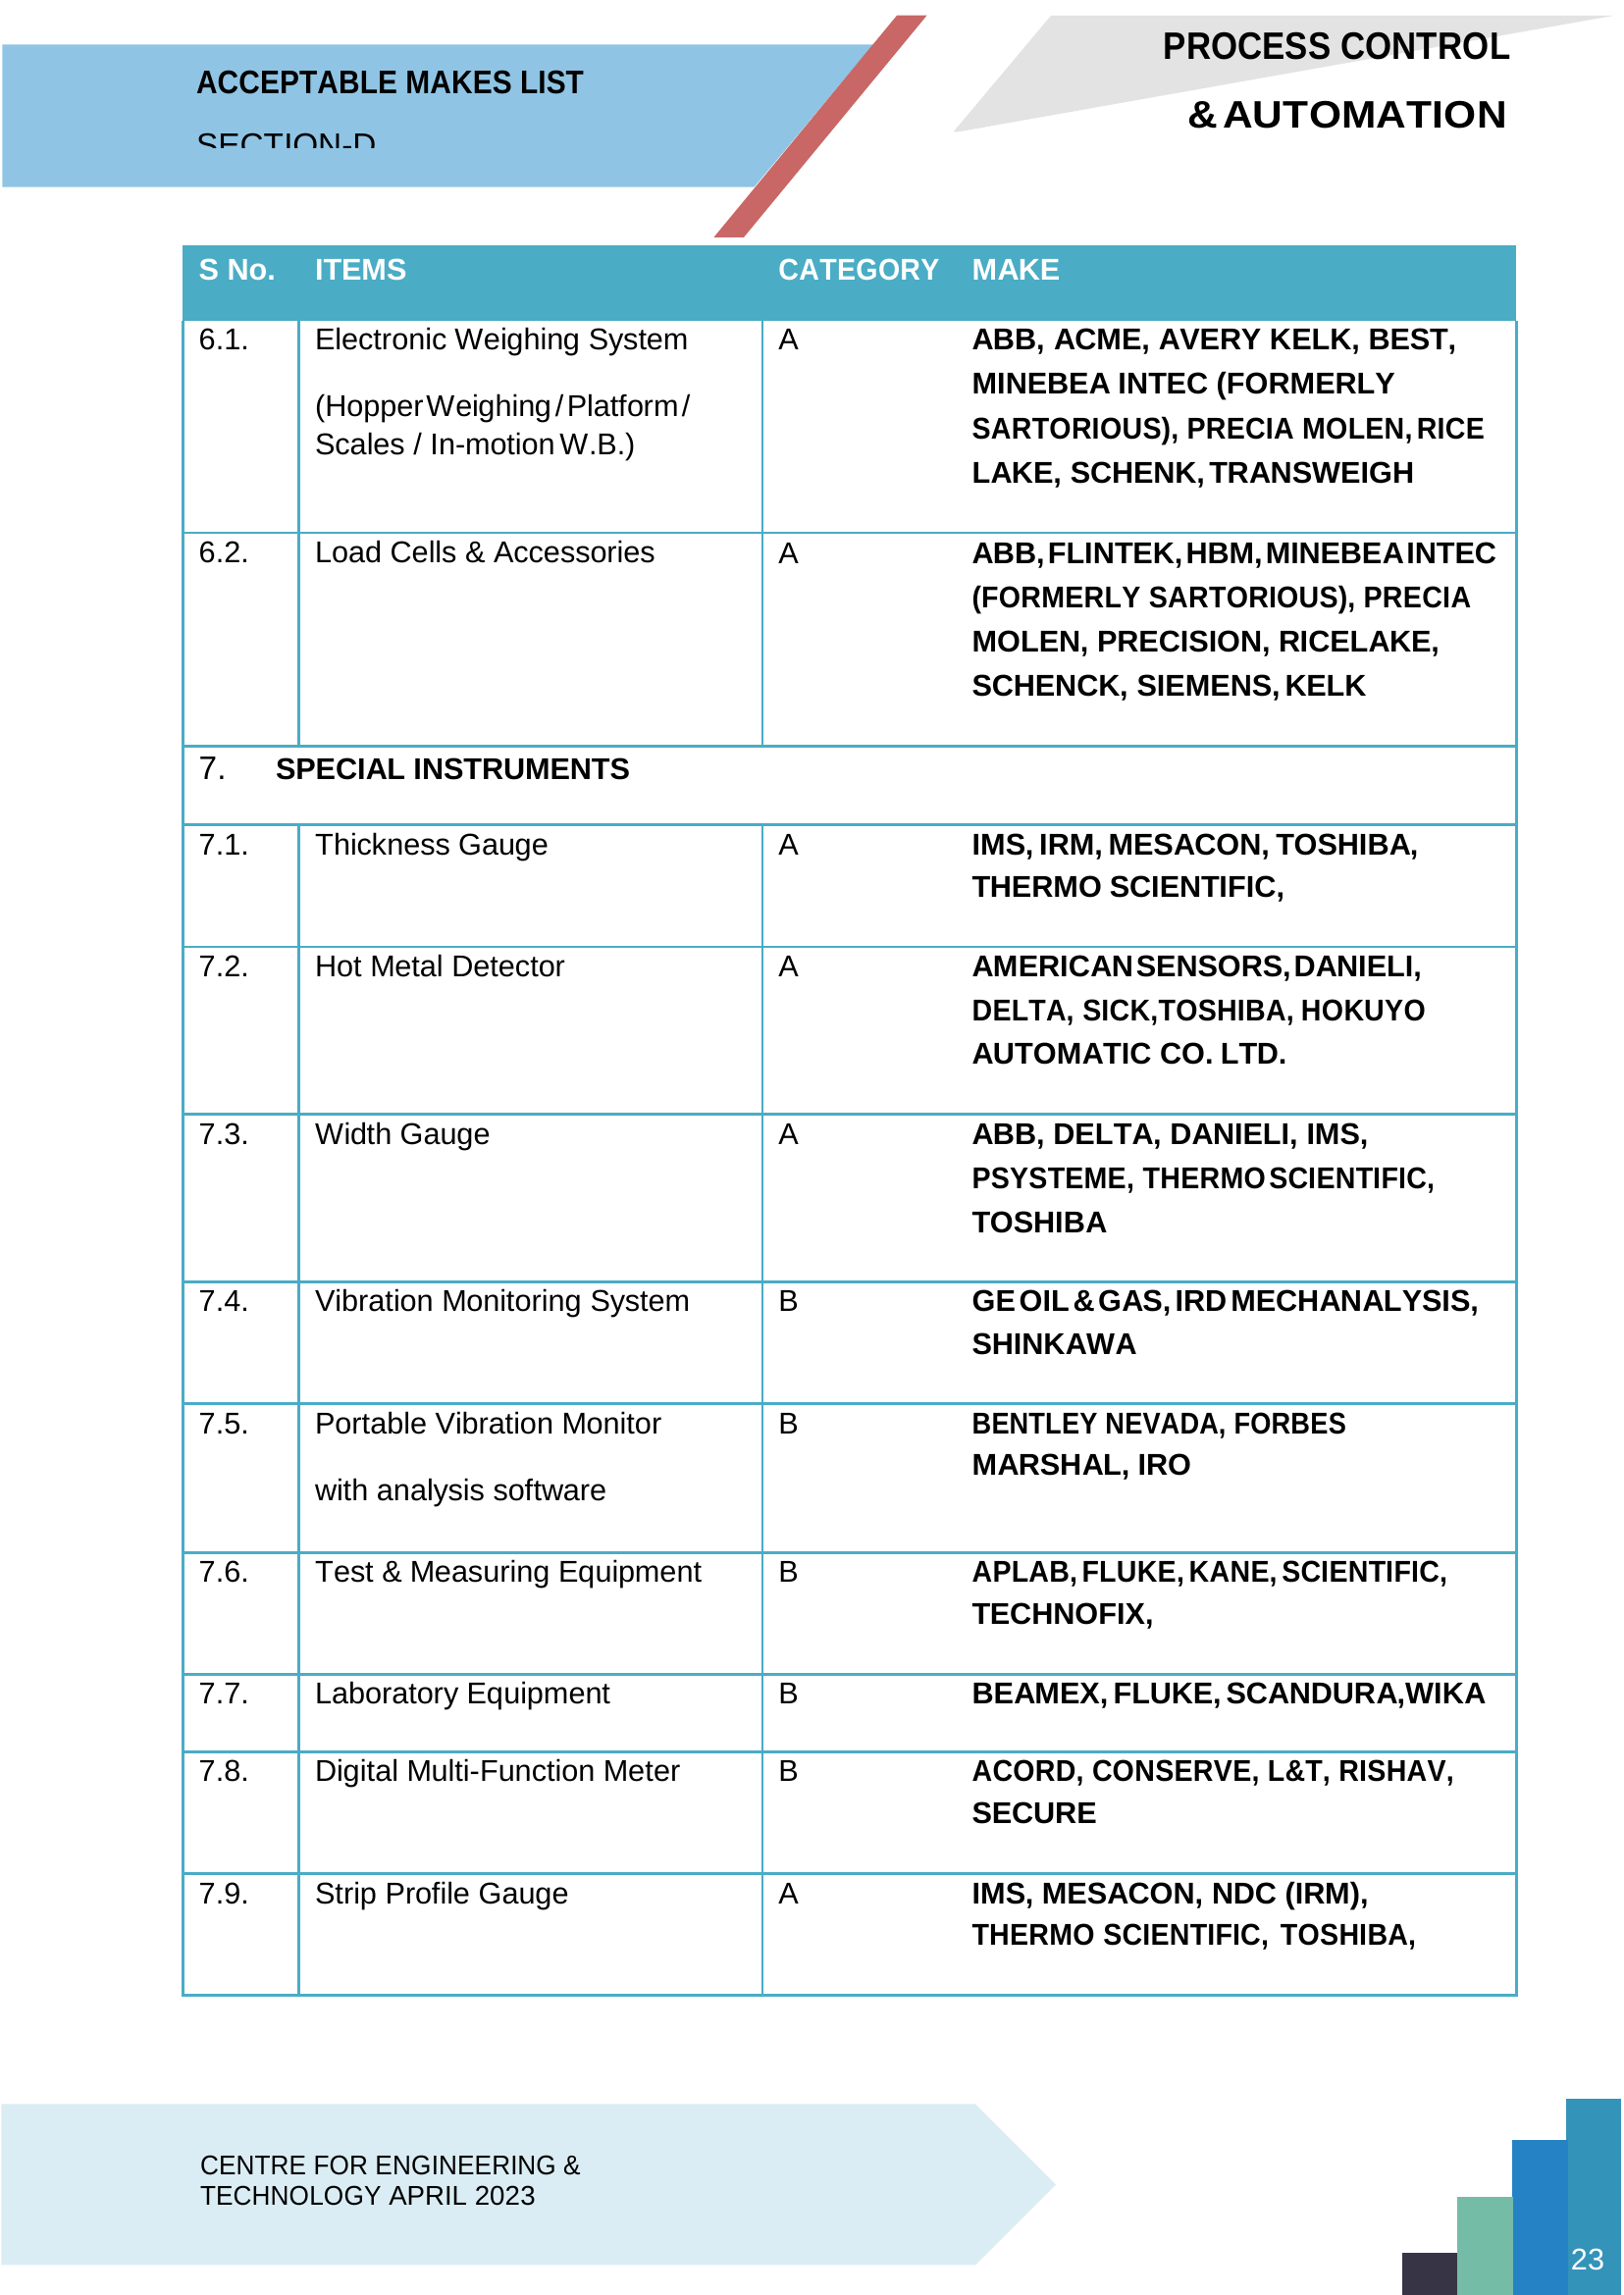 ACCEPTABLE MAKES LIST
SECTION-D
PROCESS CONTROL
& AUTOMATION
S No. ITEMS CATEGORY MAKE
6.1. Electronic Weighing System A ABB, ACME, AVERY KELK, BEST,
MINEBEA INTEC (FORMERLY
(Hopper Weighing / Platform /
SARTORIOUS), PRECIA MOLEN, RICE
Scales / In-motion W.B.)
LAKE, SCHENK, TRANSWEIGH
6.2. Load Cells & Accessories A ABB, FLINTEK, HBM, MINEBEA INTEC
(FORMERLY SARTORIOUS), PRECIA
MOLEN, PRECISION, RICELAKE,
SCHENCK, SIEMENS, KELK
7. SPECIAL INSTRUMENTS
7.1. Thickness Gauge A IMS, IRM, MESACON, TOSHIBA,
THERMO SCIENTIFIC,
7.2. Hot Metal Detector A AMERICAN SENSORS, DANIELI,
DELTA, SICK,TOSHIBA, HOKUYO
AUTOMATIC CO. LTD.
7.3. Width Gauge A ABB, DELTA, DANIELI, IMS,
PSYSTEME, THERMO SCIENTIFIC,
TOSHIBA
7.4. Vibration Monitoring System B GE OIL & GAS, IRD MECHANALYSIS,
SHINKAWA
7.5. Portable Vibration Monitor B BENTLEY NEVADA, FORBES
MARSHAL, IRO
with analysis software
7.6. Test & Measuring Equipment B APLAB, FLUKE, KANE, SCIENTIFIC,
TECHNOFIX,
7.7. Laboratory Equipment B BEAMEX, FLUKE, SCANDURA,WIKA
7.8. Digital Multi-Function Meter B ACORD, CONSERVE, L&T, RISHAV,
SECURE
7.9. Strip Profile Gauge A IMS, MESACON, NDC (IRM),
THERMO SCIENTIFIC, TOSHIBA,
CENTRE FOR ENGINEERING &
TECHNOLOGY APRIL 2023
23